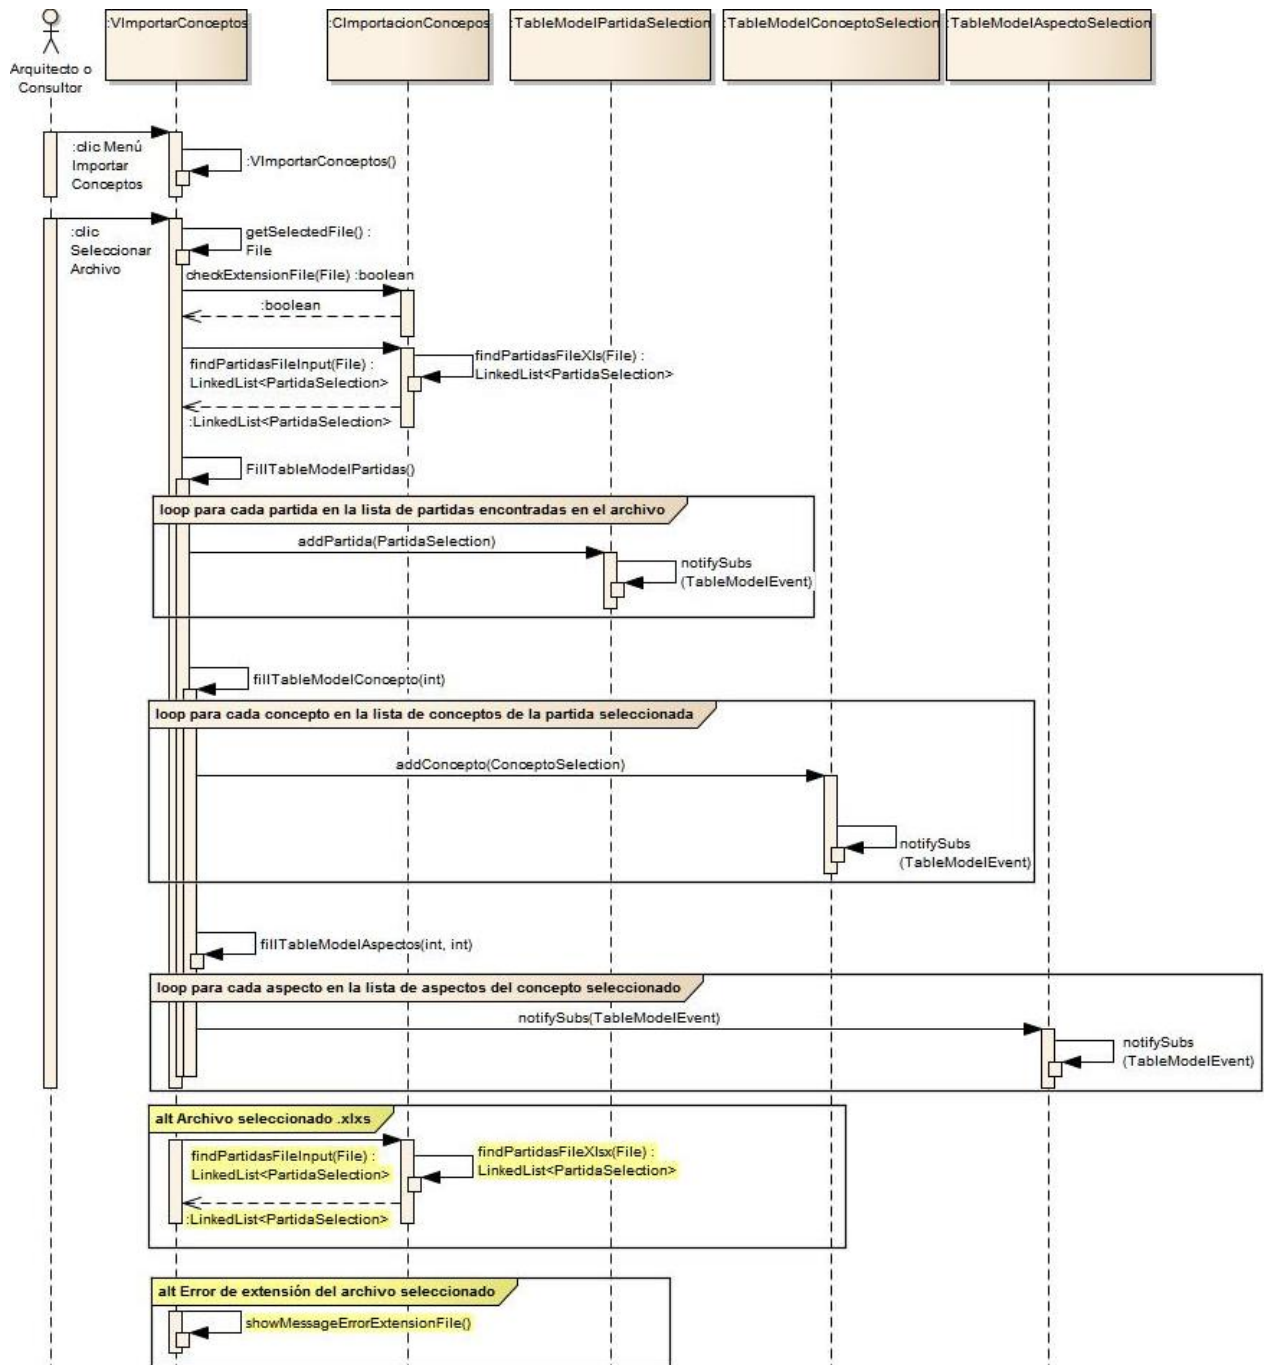 :VImportarConceptos
:CImportacionConcepos
:TableModelPartidaSelection
:TableModelConceptoSelection
:TableModelAspectoSelection
Arquitecto o
Consultor
:clic Menú
Importar
Conceptos
:VImportarConceptos()
:clic
Seleccionar
Archivo
getSelectedFile() :
File
checkExtensionFile(File) :boolean
:boolean
findPartidasFileInput(File) :
LinkedList<PartidaSelection>
findPartidasFileXls(File) :
LinkedList<PartidaSelection>
:LinkedList<PartidaSelection>
FillTableModelPartidas()
loop para cada partida en la lista de partidas encontradas en el archivo
addPartida(PartidaSelection)
notifySubs
(TableModelEvent)
fillTableModelConcepto(int)
loop para cada concepto en la lista de conceptos de la partida seleccionada
addConcepto(ConceptoSelection)
notifySubs
(TableModelEvent)
fillTableModelAspectos(int, int)
loop para cada aspecto en la lista de aspectos del concepto seleccionado
notifySubs(TableModelEvent)
notifySubs
(TableModelEvent)
alt Archivo seleccionado .xlxs
findPartidasFileInput(File) :
LinkedList<PartidaSelection>
findPartidasFileXlsx(File) :
LinkedList<PartidaSelection>
:LinkedList<PartidaSelection>
alt Error de extensión del archivo seleccionado
showMessageErrorExtensionFile()